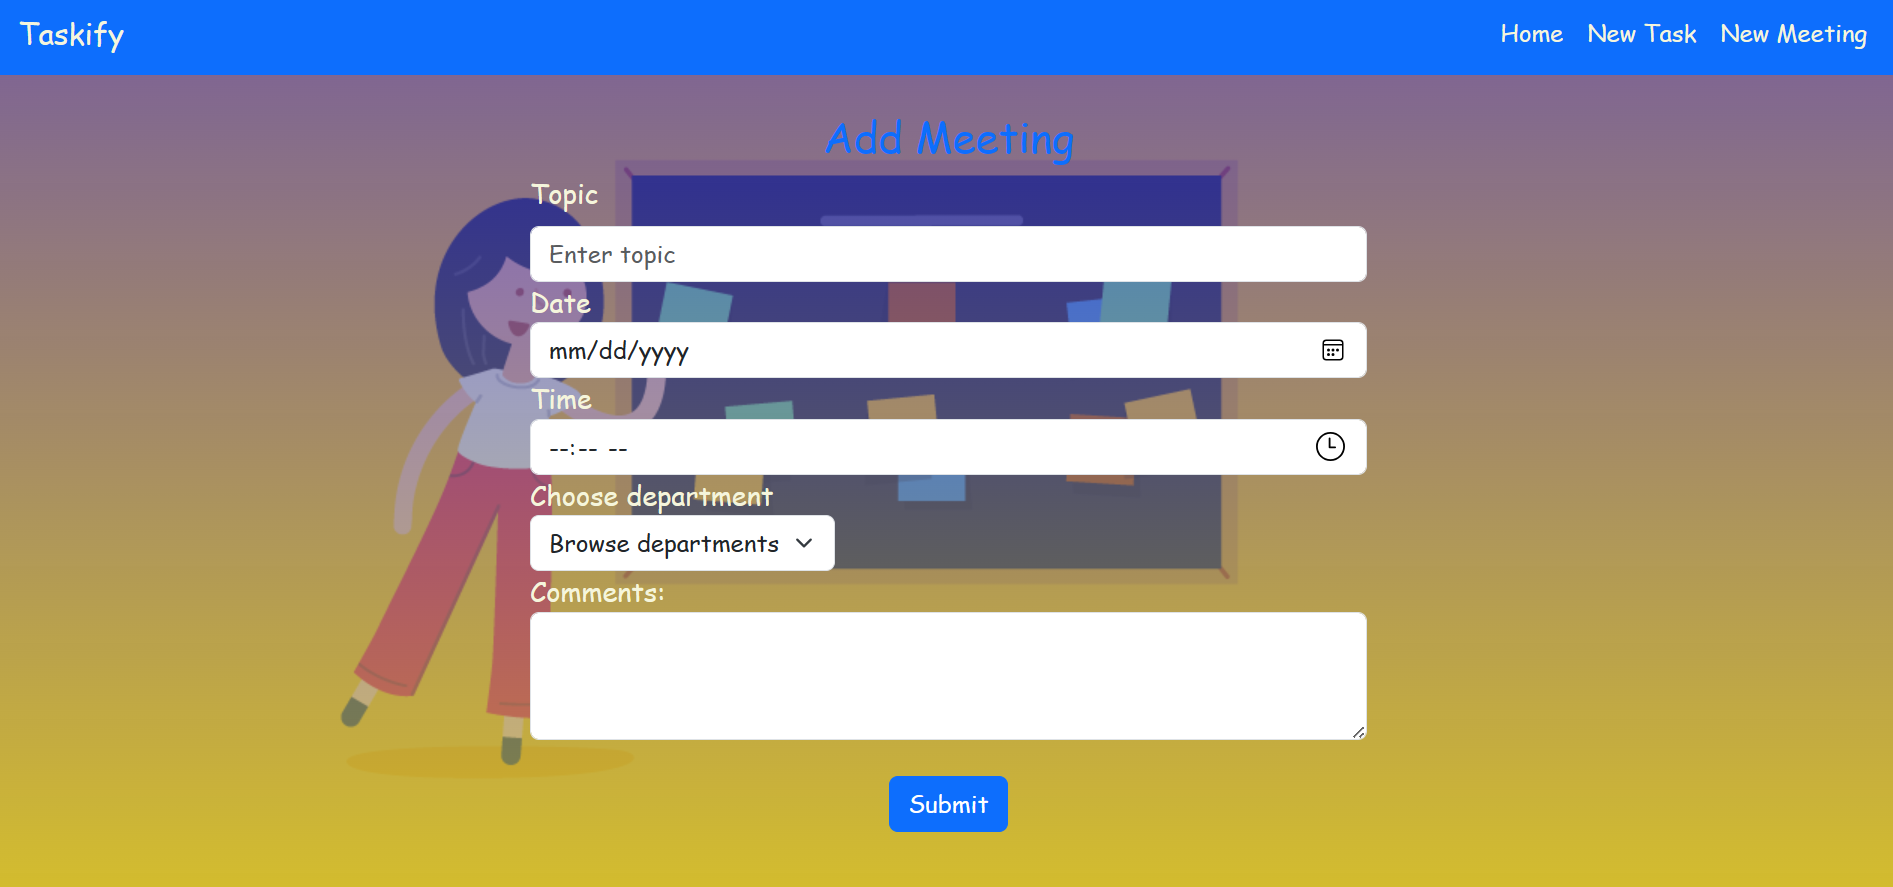 Taskify
Home New Task New Meeting
Add Meeting
Topic
Enter topic
Date
mm/dd/yyyy
Time
--:-- --
Choose department
Browse departments
Comments:
Submit